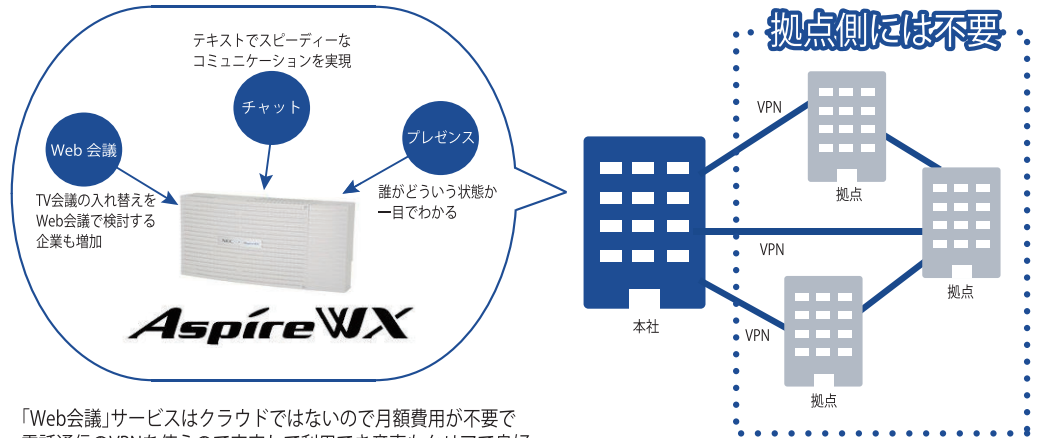 テキストでスピーディーな
コミュニケーションを実現
チャット
Web 会議
プレゼンス
TV会議の入れ替えを
Web会議で検討する
企業も増加
誰がどういう状態か
一目でわかる
NEC
AspireWX
AspireWX
拠点側には不要
VPN
拠点
VPN
拠点
本社
VPN
拠点
「Web会議」サービスはクラウドではないので月額費用が不要で